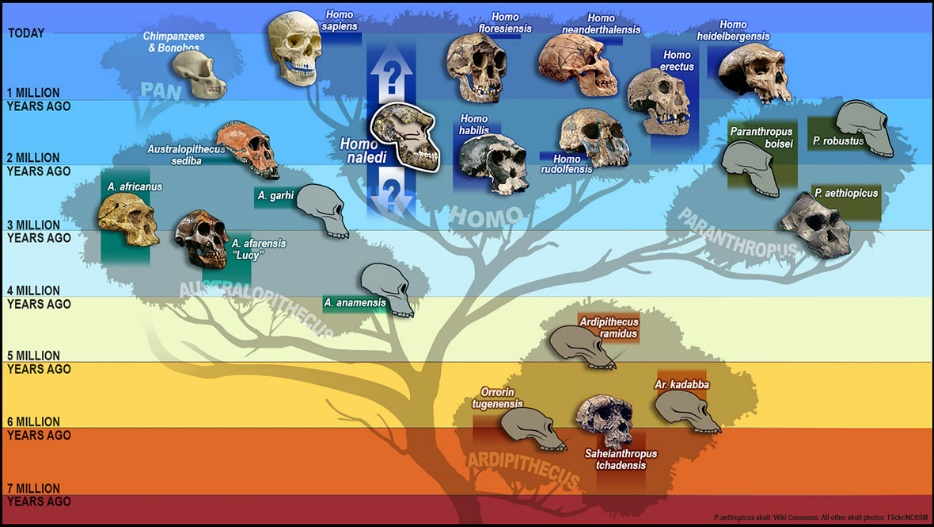 TODAY
1 MILLION
YEARS AGO
2 MILLION
YEARS AGO
3 MILLION
YEARS AGO
4 MILLION
YEARS AGO
5 MILLION
YEARS AGO
6 MILLION
YEARS AGO
7 MILLION
YEARS AGO
Chimpanzees
& Bonobos
PAN
Homo
sapiens
Homo
floresiensis
Homo
neanderthalensis
Homo
erectus
Homo
heidelbergensis
?
Homo
naledi
?
Homo
habilis
Homo
rudolfensis
HOMO
Paranthropus
boisei
P. robustus
P. aethiopicus
PARANTHROPUS
Australopithecus
sediba
A. africanus
A. garhi
A. afarensis
"Lucy"
A. anamensis
AUSTRALOPITHECUS
Ardipithecus
ramidus
Orrorin
tugenensis
Ar. kadabba
Sahelanthropus
tchadensis
ARDIPITHECUS
P. aethiopicus skull: Wiki Commons. All other skull photos: Flickr/NCSSM